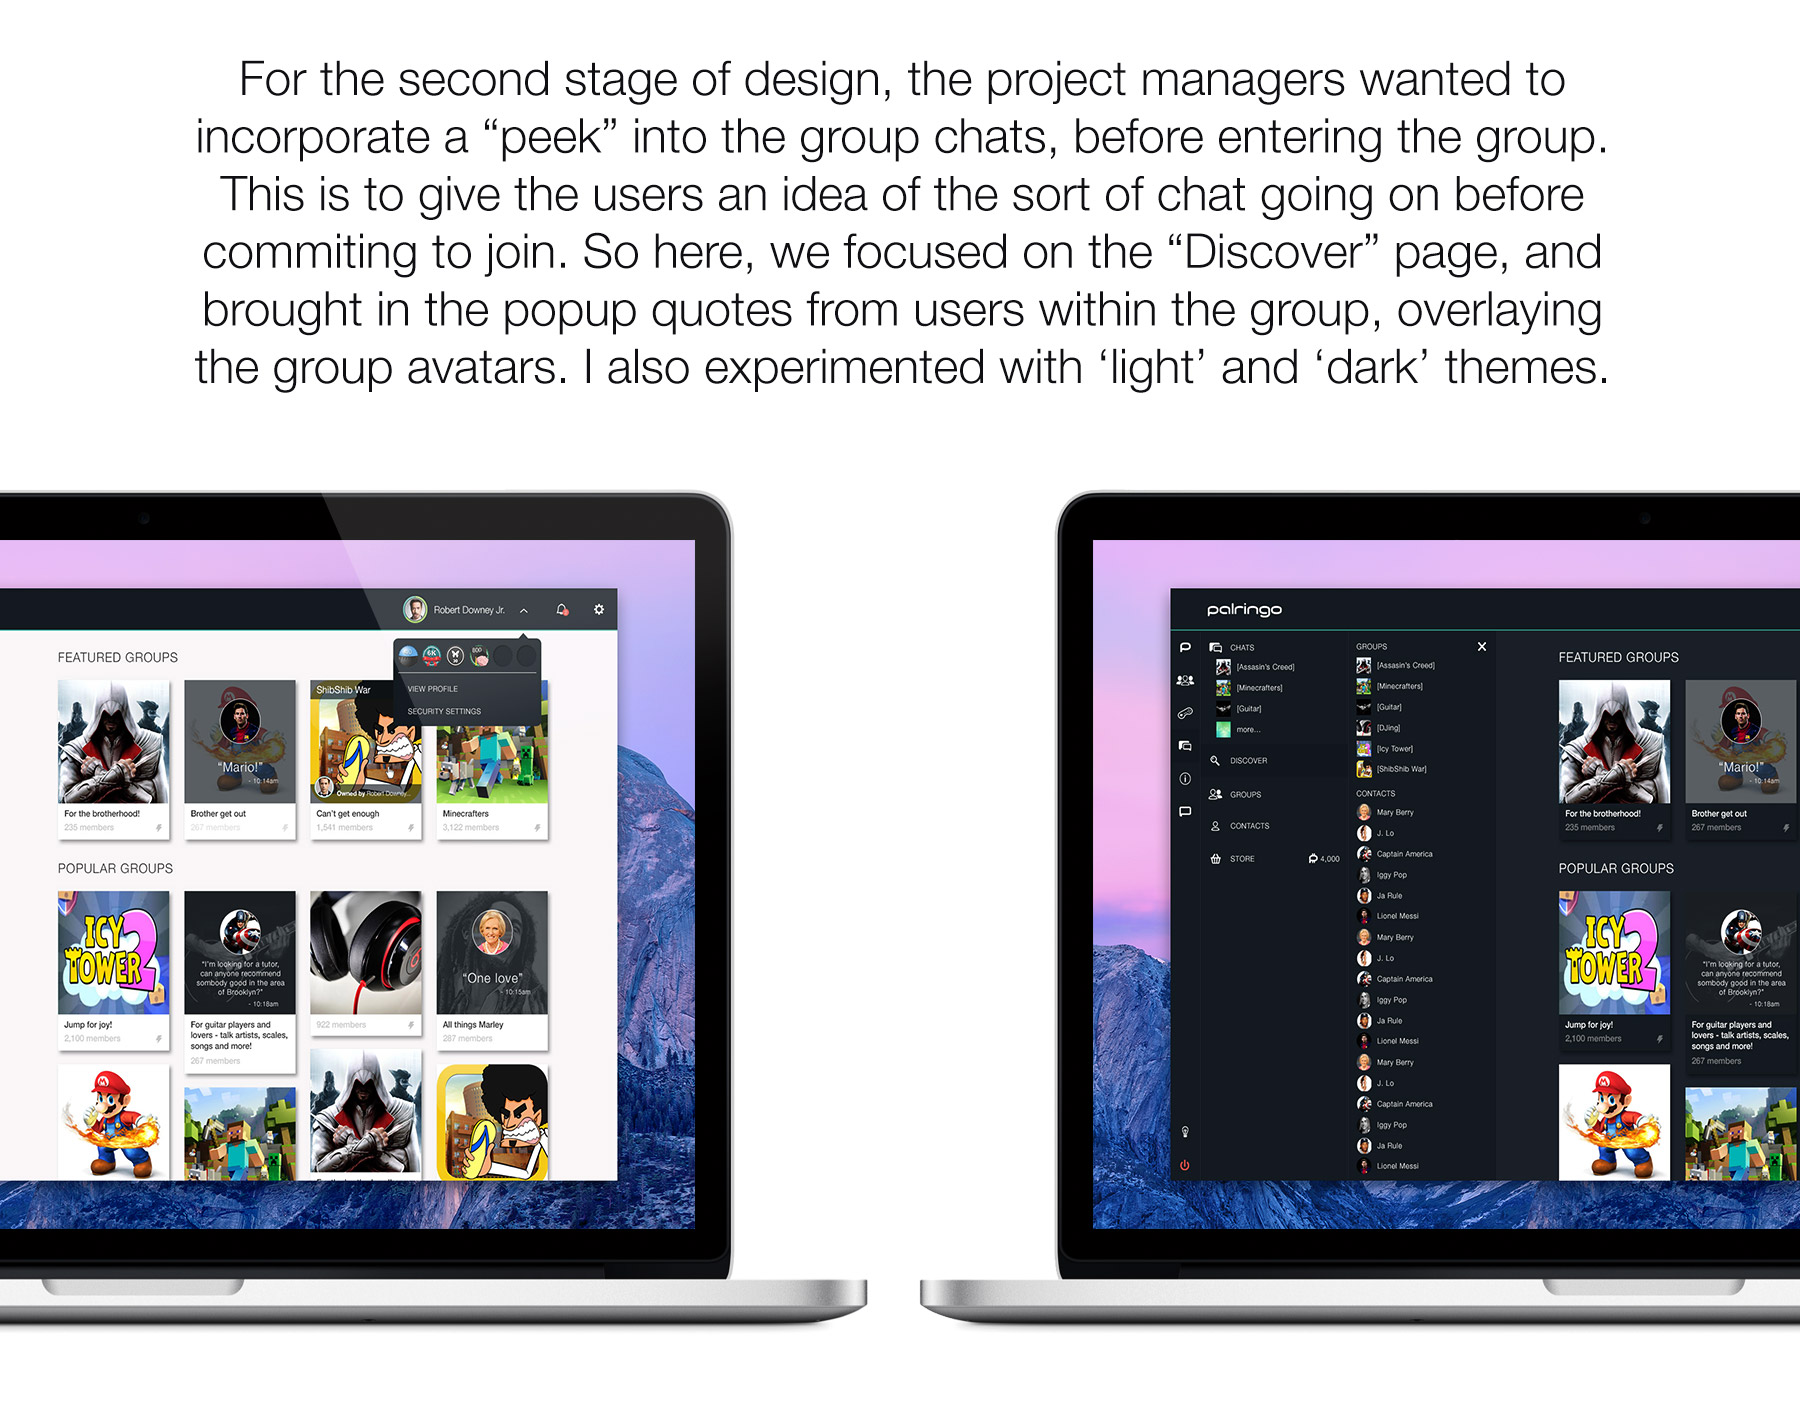 For the second stage of design, the project managers wanted to
incorporate a “peek” into the group chats, before entering the group.
This is to give the users an idea of the sort of chat going on before
commiting to join. So here, we focused on the “Discover” page, and
brought in the popup quotes from users within the group, overlaying
the group avatars. I also experimented with ‘light’ and ‘dark’ themes.
Robert Downey Jr.
6K
800
VIEW PROFILE
SECURITY SETTINGS
FEATURED GROUPS
ShibShib War
“Mario!”
- 10:14am
Owned by Robert Downey...
For the brotherhood!
235 members
Brother get out
267 members
Can't get enough
1,541 members
Minecrafters
3,122 members
POPULAR GROUPS
ICY
TOWER 2
“I'm looking for a tutor,
can anyone recommend
sombody good in the area
of Brooklyn?”
- 10:18am
“One love”
- 10:15am
Jump for joy!
2,100 members
For guitar players and
lovers - talk artists, scales,
songs and more!
267 members
922 members
All things Marley
287 members
palringo
CHATS
[Assasin's Creed]
[Minecrafters]
[Guitar]
more...
DISCOVER
GROUPS
CONTACTS
STORE
4,000
GROUPS
[Assasin's Creed]
[Minecrafters]
[Guitar]
[DJing]
[Icy Tower]
[ShibShib War]
CONTACTS
Mary Berry
J. Lo
Captain America
Iggy Pop
Ja Rule
Lionel Messi
Mary Berry
J. Lo
Captain America
Iggy Pop
Ja Rule
Lionel Messi
Mary Berry
J. Lo
Captain America
Iggy Pop
Ja Rule
Lionel Messi
FEATURED GROUPS
“Mario!”
- 10:14am
For the brotherhood!
235 members
Brother get out
267 members
POPULAR GROUPS
ICY
TOWER 2
“I'm looking for a tutor,
can anyone recommend
sombody good in the area
of Brooklyn?”
- 10:18am
Jump for joy!
2,100 members
For guitar players and
lovers - talk artists, scales,
songs and more!
267 members